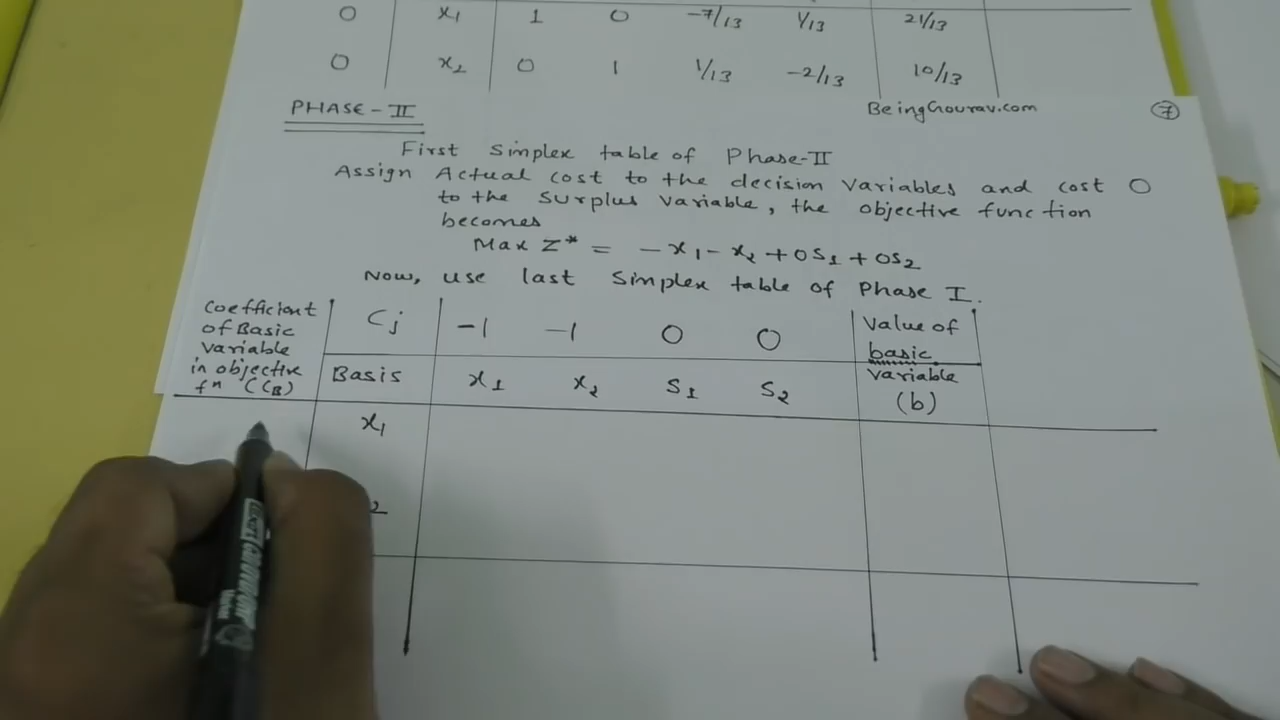 0 x1 1 0 -7/13 1/13 21/13
0 x2 0 1 1/13 -2/13 10/13
PHASE-II BeingGourav.com 7
First Simplex table of Phase-II
Assign Actual cost to the decision variables and cost 0
to the surplus variable, the objective function
becomes
Max Z* = -x1-x2+0S1+0S2
Now, use last simplex table of Phase I.
Coefficient of Basic variable in objective fn (CB)
Cj -1 -1 0 0 Value of
Basis x1 x2 S1 S2 basic
variable
(b)
x1
2